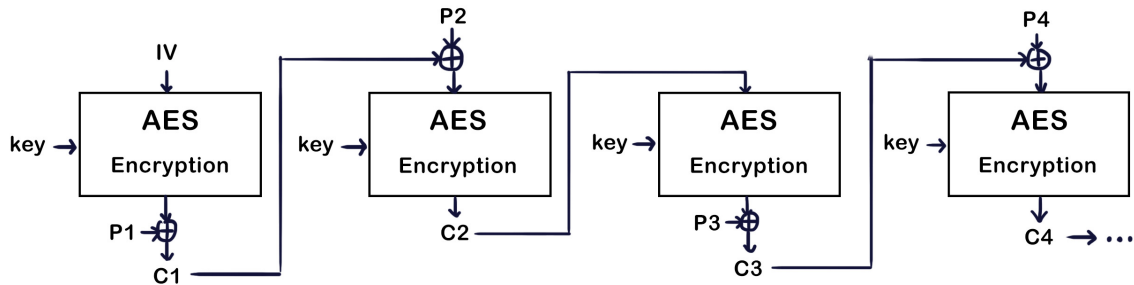 P2
P4
IV
AES
Encryption
key
AES
Encryption
key
AES
Encryption
key
AES
Encryption
key
P1
C1
C2
P3
C3
C4
...